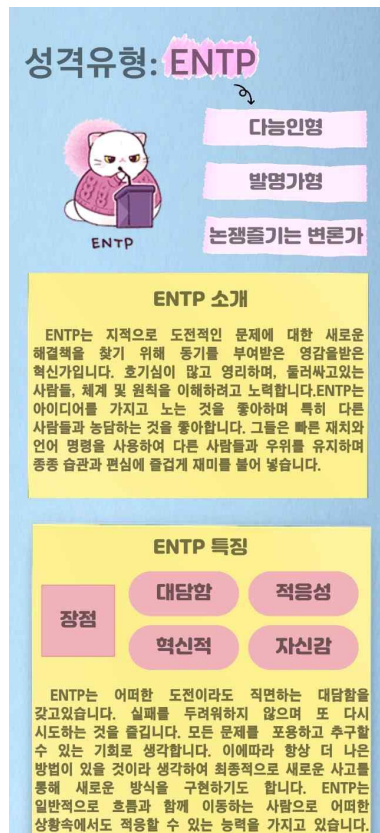 성격유형: ENTP
다능인형
발명가형
논쟁즐기는 변론가
ENTP
ENTP 소개
ENTP는 지적으로 도전적인 문제에 대한 새로운
해결책을 찾기 위해 동기를 부여받은 영감을받은
혁신가입니다. 호기심이 많고 영리하며, 둘러싸고있는
사람들, 체계 및 원칙을 이해하려고 노력합니다.ENTP는
아이디어를 가지고 노는 것을 좋아하며 특히 다른
사람들과 농담하는 것을 좋아합니다. 그들은 빠른 재치와
언어 명령을 사용하여 다른 사람들과 우위를 유지하며
종종 습관과 편심에 즐겁게 재미를 불어 넣습니다.
ENTP 특징
장점
대담함
적응성
혁신적
자신감
ENTP는 어떠한 도전이라도 직면하는 대담함을
갖고있습니다. 실패를 두려워하지 않으며 또 다시
시도하는 것을 즐깁니다. 모든 문제를 포용하고 추구할
수 있는 기회로 생각합니다. 이에따라 항상 더 나은
방법이 있을 것이라 생각하여 최종적으로 새로운 사고를
통해 새로운 방식을 구현하기도 합니다. ENTP는
일반적으로 흐름과 함께 이동하는 사람으로 어떠한
상황속에서도 적응할 수 있는 능력을 가지고 있습니다.